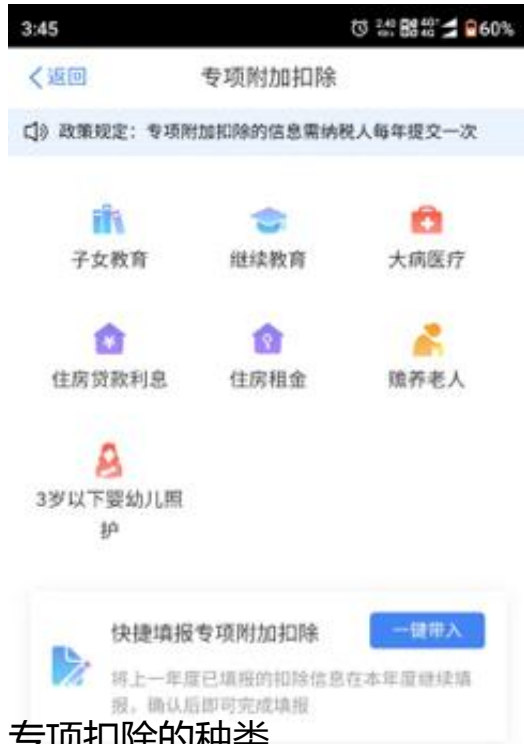 3:45
60%
返回 专项附加扣除
政策规定：专项附加扣除的信息需纳税人每年提交一次
子女教育 继续教育 大病医疗
住房贷款利息 住房租金 赡养老人
3岁以下婴幼儿照
护
快捷填报专项附加扣除 一键带入
将上一年度已填报的扣除信息在本年度继续填
报，确认后即可完成填报
专项扣除的种类